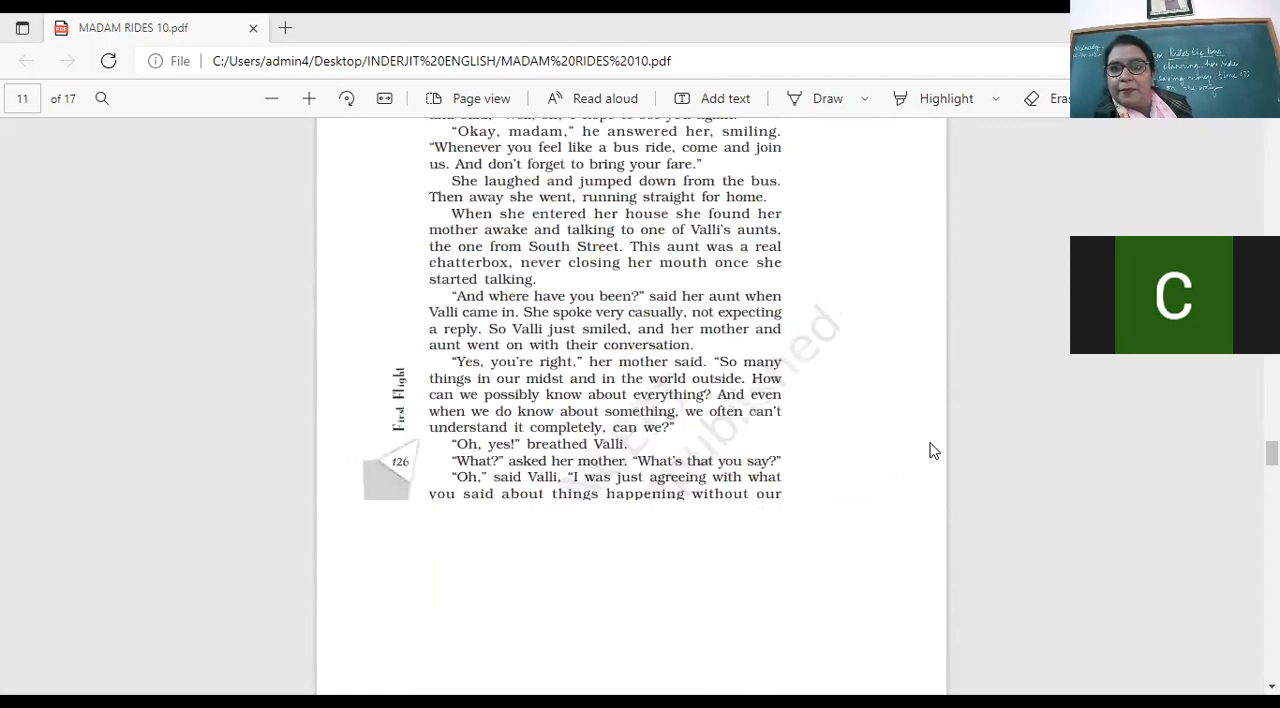 MADAM RIDES 10.pdf
File C:/Users/admin4/Desktop/INDERJIT%20ENGLISH/MADAM%20RIDES%2010.pdf
11 of 17 Page view Read aloud Add text Draw Highlight Eras
“Okay, madam,” he answered her, smiling.
“Whenever you feel like a bus ride, come and join
us. And don’t forget to bring your fare.”
She laughed and jumped down from the bus.
Then away she went, running straight for home.
When she entered her house she found her
mother awake and talking to one of Valli’s aunts,
the one from South Street. This aunt was a real
chatterbox, never closing her mouth once she
started talking.
“And where have you been?” said her aunt when
Valli came in. She spoke very casually, not expecting
a reply. So Valli just smiled, and her mother and
aunt went on with their conversation.
“Yes, you’re right,” her mother said. “So many
things in our midst and in the world outside. How
can we possibly know about everything? And even
when we do know about something, we often can’t
understand it completely, can we?”
“Oh, yes!” breathed Valli.
“What?” asked her mother. “What’s that you say?”
“Oh,” said Valli, “I was just agreeing with what
you said about things happening without our
First Flight
126
published.
Rides the bus
C